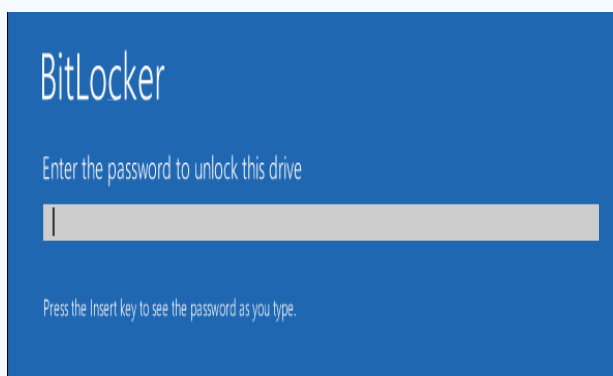 BitLocker
Enter the password to unlock this drive
Press the Insert key to see the password as you type.